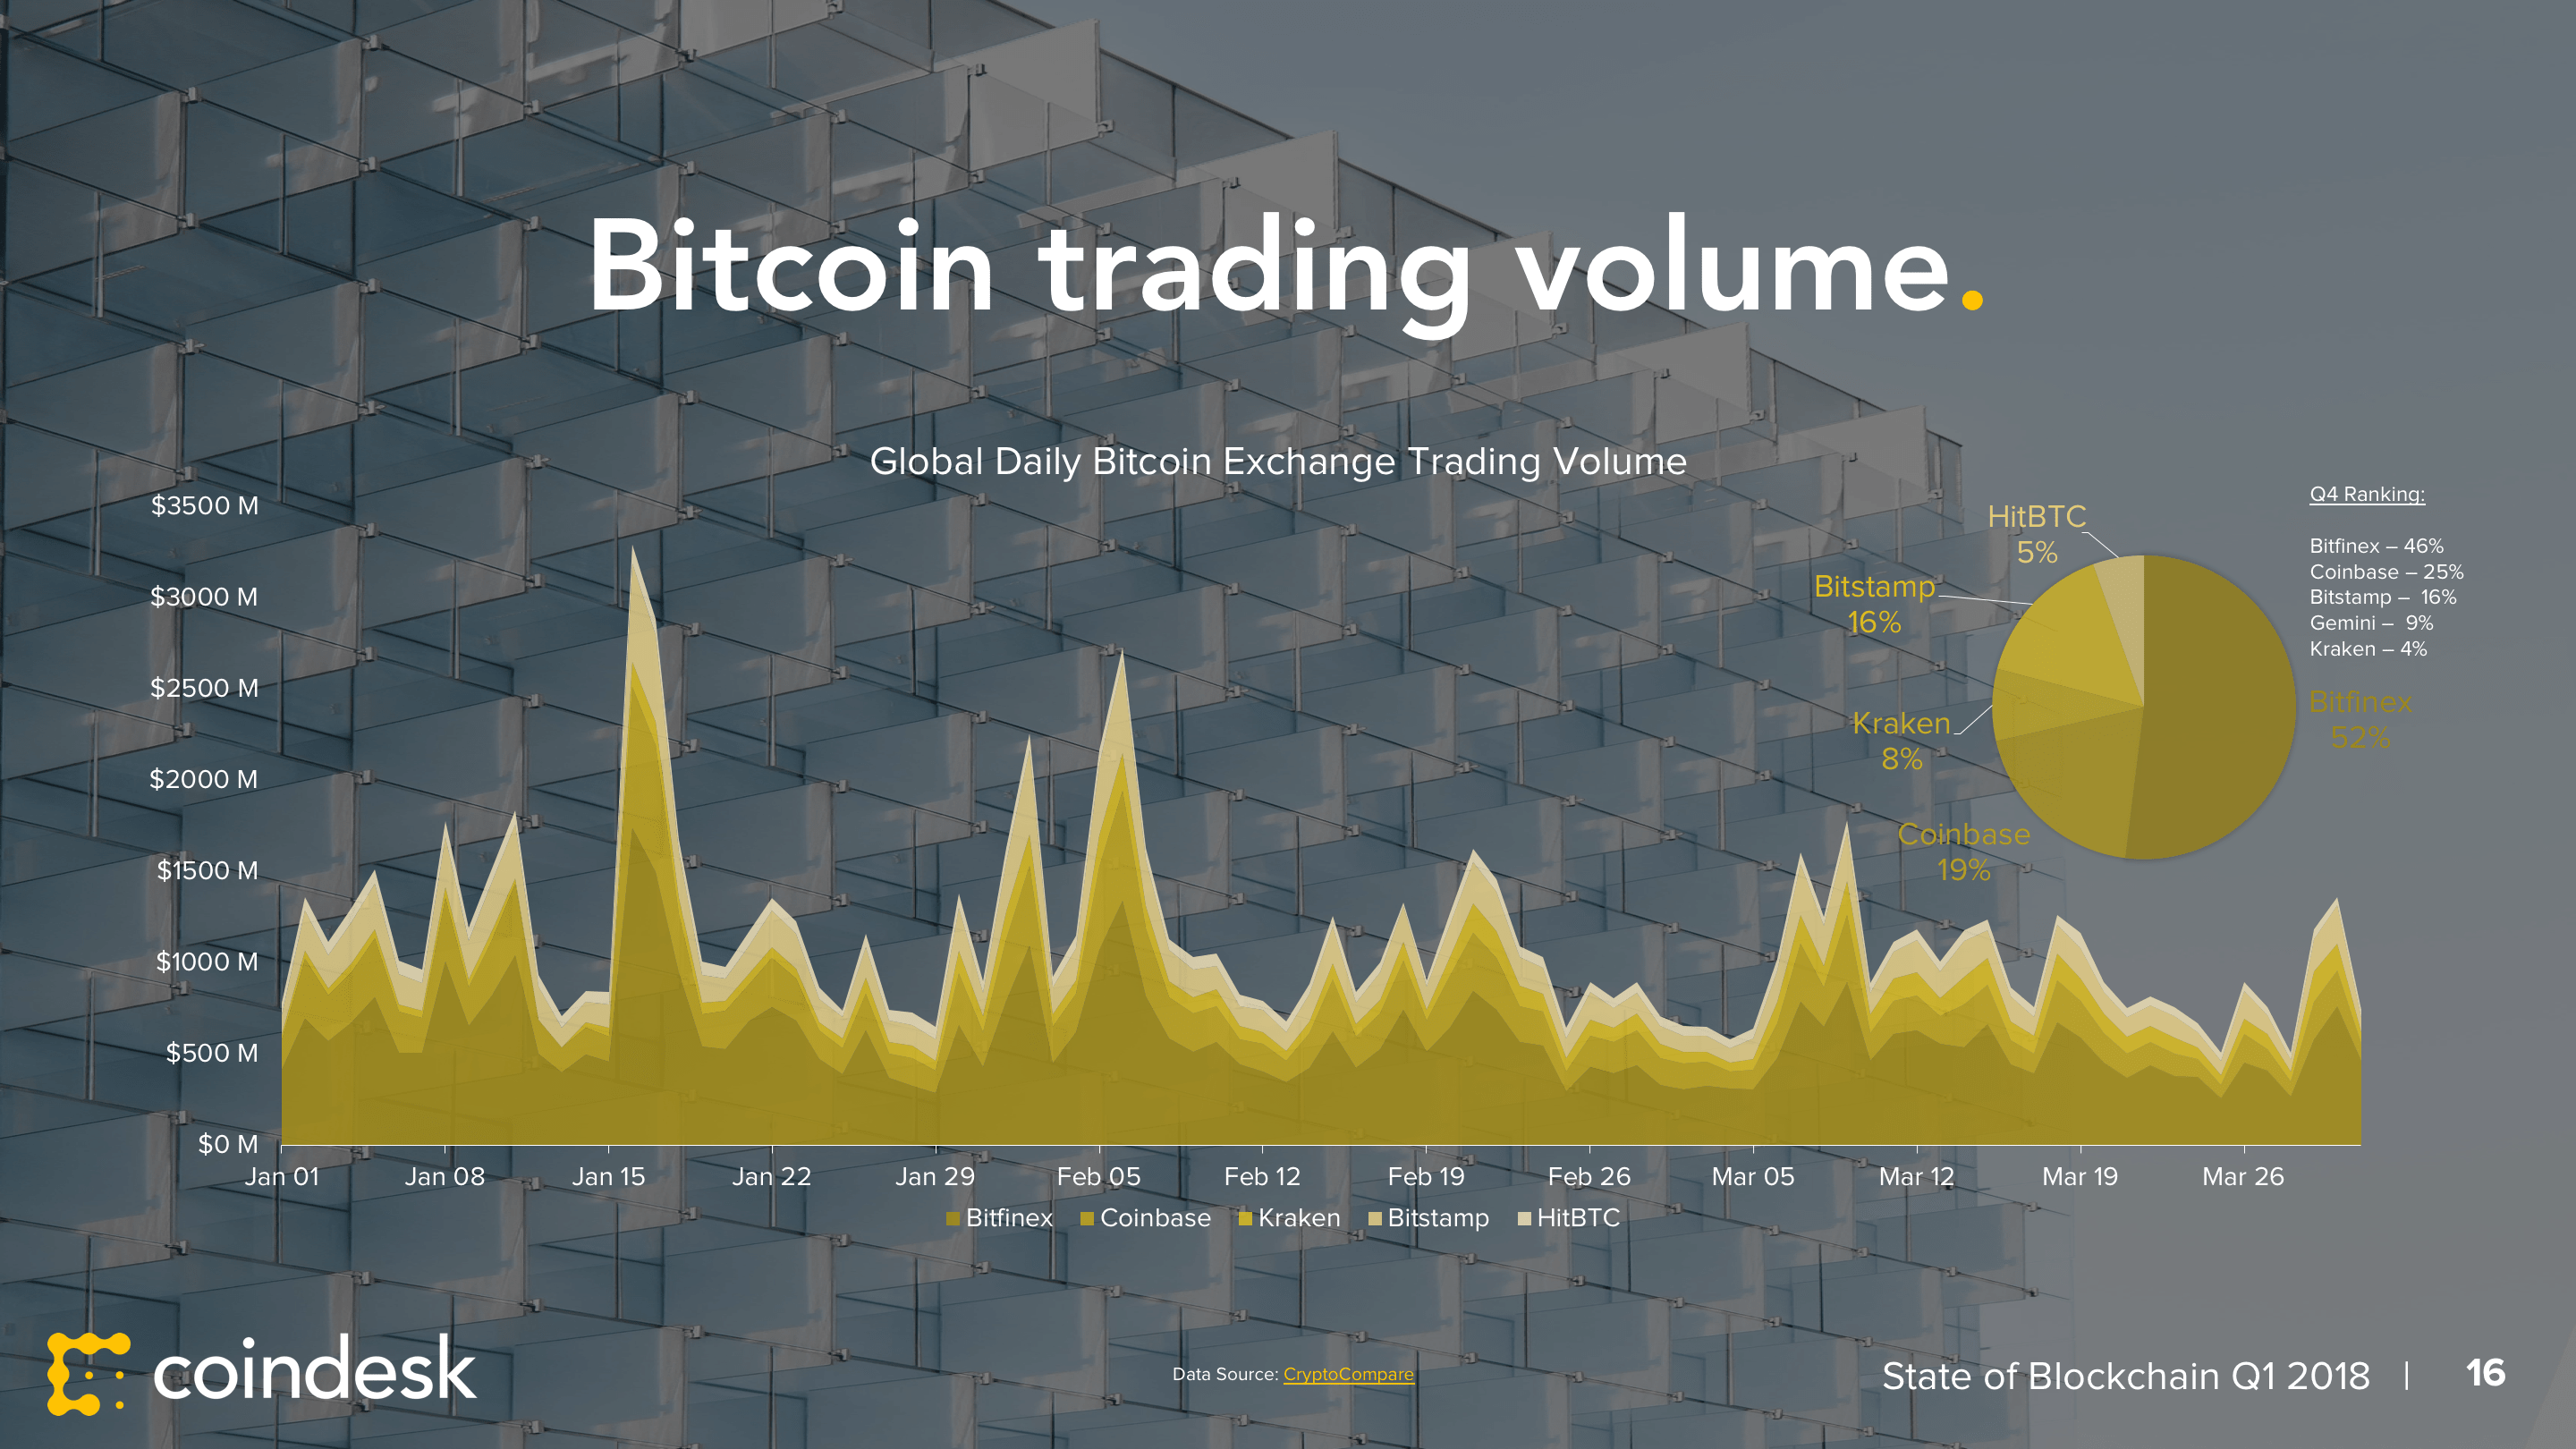 Bitcoin trading volume.
Global Daily Bitcoin Exchange Trading Volume
$3500 M
$3000 M
$2500 M
$2000 M
$1500 M
$1000 M
$500 M
$0 M
Jan 01 Jan 08 Jan 15 Jan 22 Jan 29 Feb 05 Feb 12 Feb 19 Feb 26 Mar 05 Mar 12 Mar 19 Mar 26
Bitfinex Coinbase Kraken Bitstamp HitBTC
HitBTC
5%
Bitstamp
16%
Kraken
8%
Coinbase
19%
Bitfinex
52%
Q4 Ranking:
Bitfinex – 46%
Coinbase – 25%
Bitstamp – 16%
Gemini – 9%
Kraken – 4%
coindesk
Data Source: CryptoCompare
State of Blockchain Q1 2018 | 16